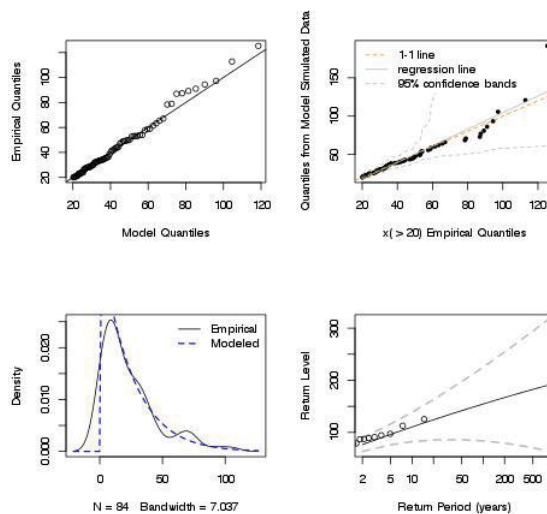 Empirical Quantiles
120
100
80
60
40
20
20 40 60 80 100 120
Model Quantiles
Quantiles from Model Simulated Data
150
100
50
1-1 line
regression line
95% confidence bands
20 40 60 80 100 120
x( > 20) Empirical Quantiles
Density
0.020
0.010
0.000
Empirical
Modeled
0 50 100
N = 84 Bandwidth = 7.037
Return Level
300
200
100
2 5 10 50 100 200 500
Return Period (years)